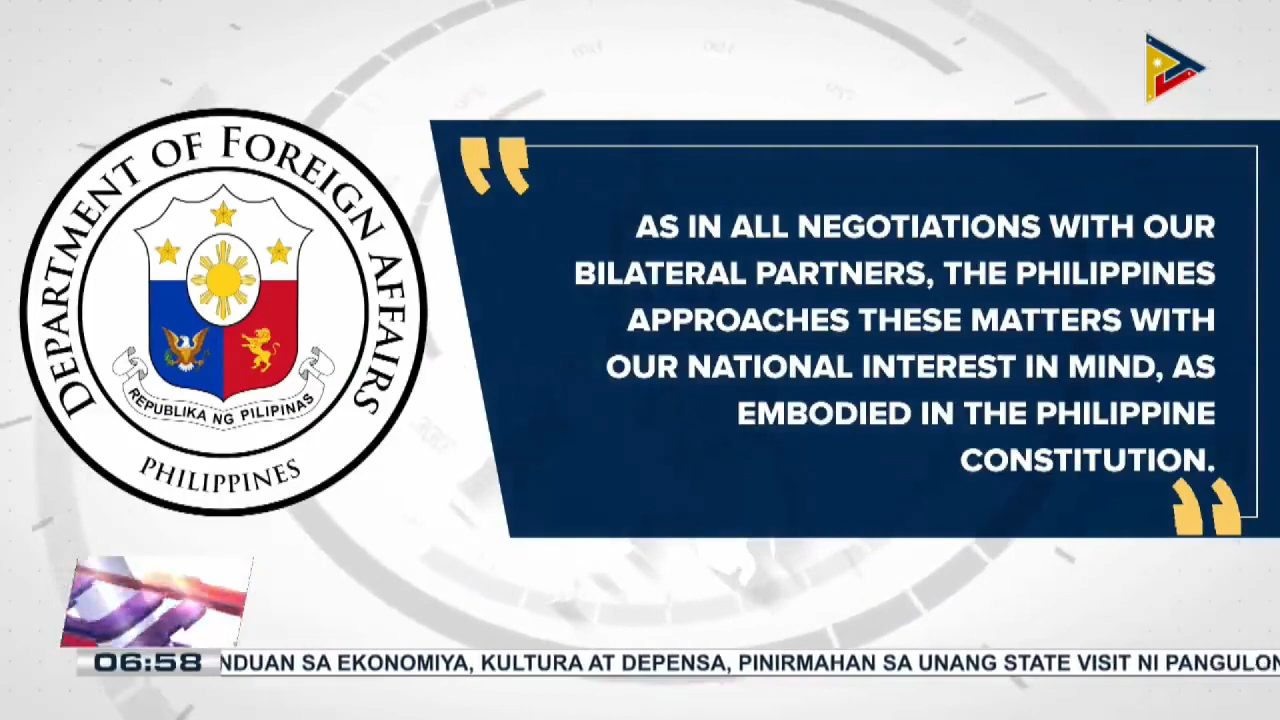 DEPARTMENT OF FOREIGN AFFAIRS
REPUBLIKA NG PILIPINAS
PHILIPPINES
AS IN ALL NEGOTIATIONS WITH OUR
BILATERAL PARTNERS, THE PHILIPPINES
APPROACHES THESE MATTERS WITH
OUR NATIONAL INTEREST IN MIND, AS
EMBODIED IN THE PHILIPPINE
CONSTITUTION.
06:58
NDUAN SA EKONOMIYA, KULTURA AT DEPENSA, PINIRMAHAN SA UNANG STATE VISIT NI PANGULON